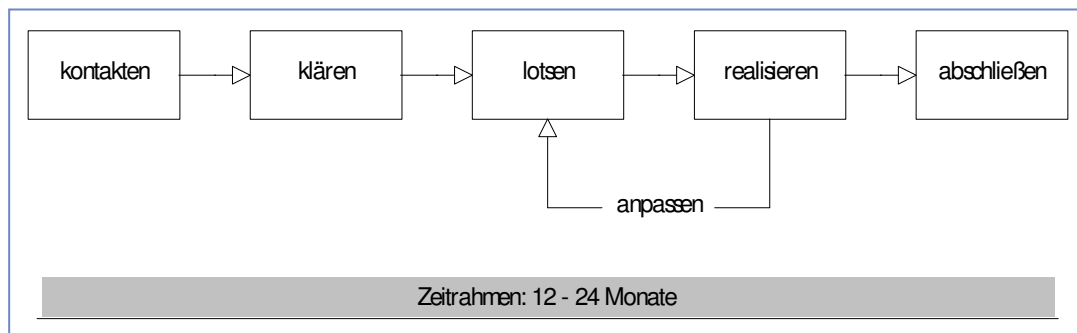 kontakten
klären
lotsen
realisieren
abschließen
anpassen
Zeitrahmen: 12 - 24 Monate